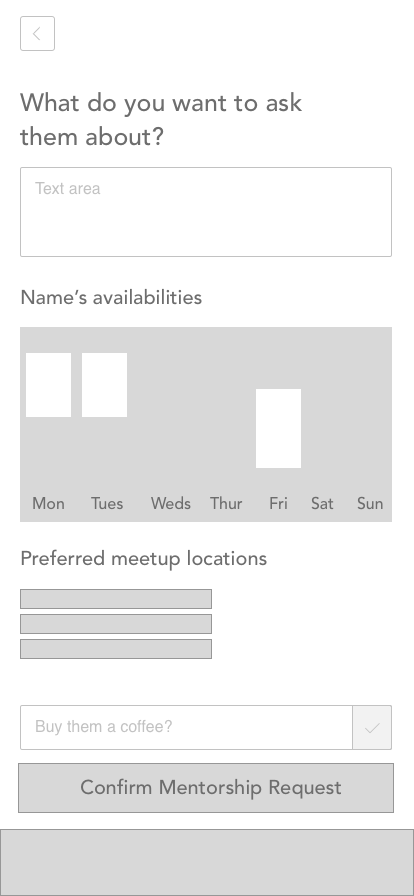 What do you want to ask
them about?
Text area
Name’s availabilities
Mon Tues Weds Thur Fri Sat Sun
Preferred meetup locations
Buy them a coffee?
Confirm Mentorship Request